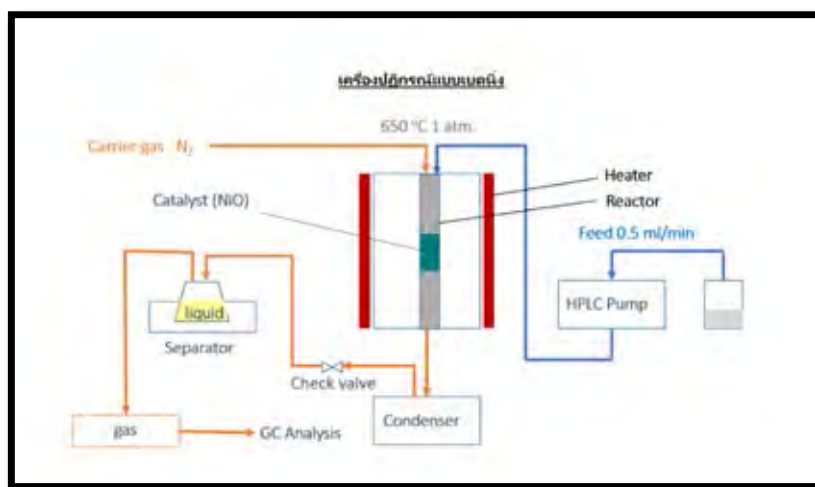 เครื่องปฏิกรณ์แบบเบดนิ่ง
650 °C 1 atm.
Carrier gas N₂
Heater
Reactor
Catalyst (NiO)
Feed 0.5 ml/min
HPLC Pump
liquid
Separator
Check valve
Condenser
gas
GC Analysis